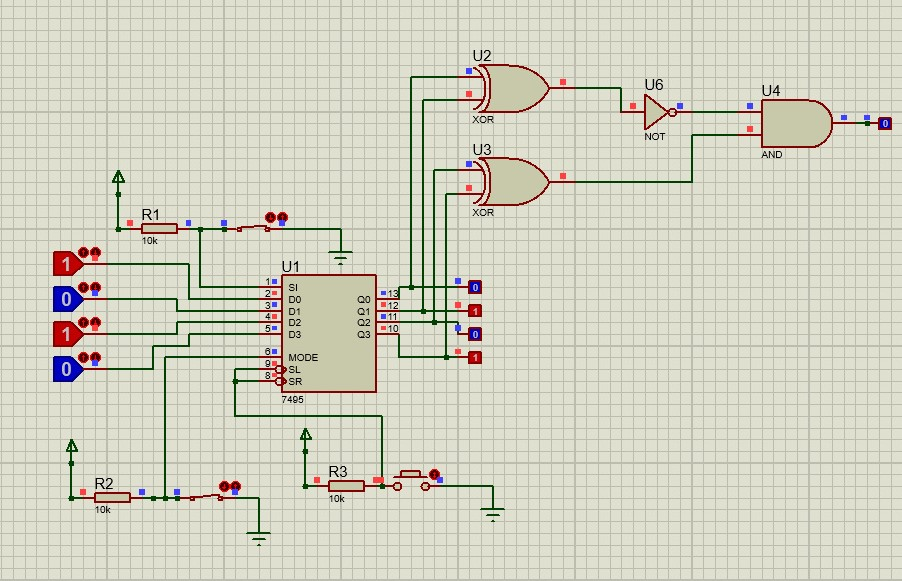 U2
XOR
U6
NOT
U4
AND
0
U3
XOR
R1
10k
1
0
1
0
U1
1 SI
2 D0
3 D1
4 D2
5 D3
6 MODE
9 SL
8 SR
Q0 13
Q1 12
Q2 11
Q3 10
7495
0
1
0
1
R2
10k
R3
10k